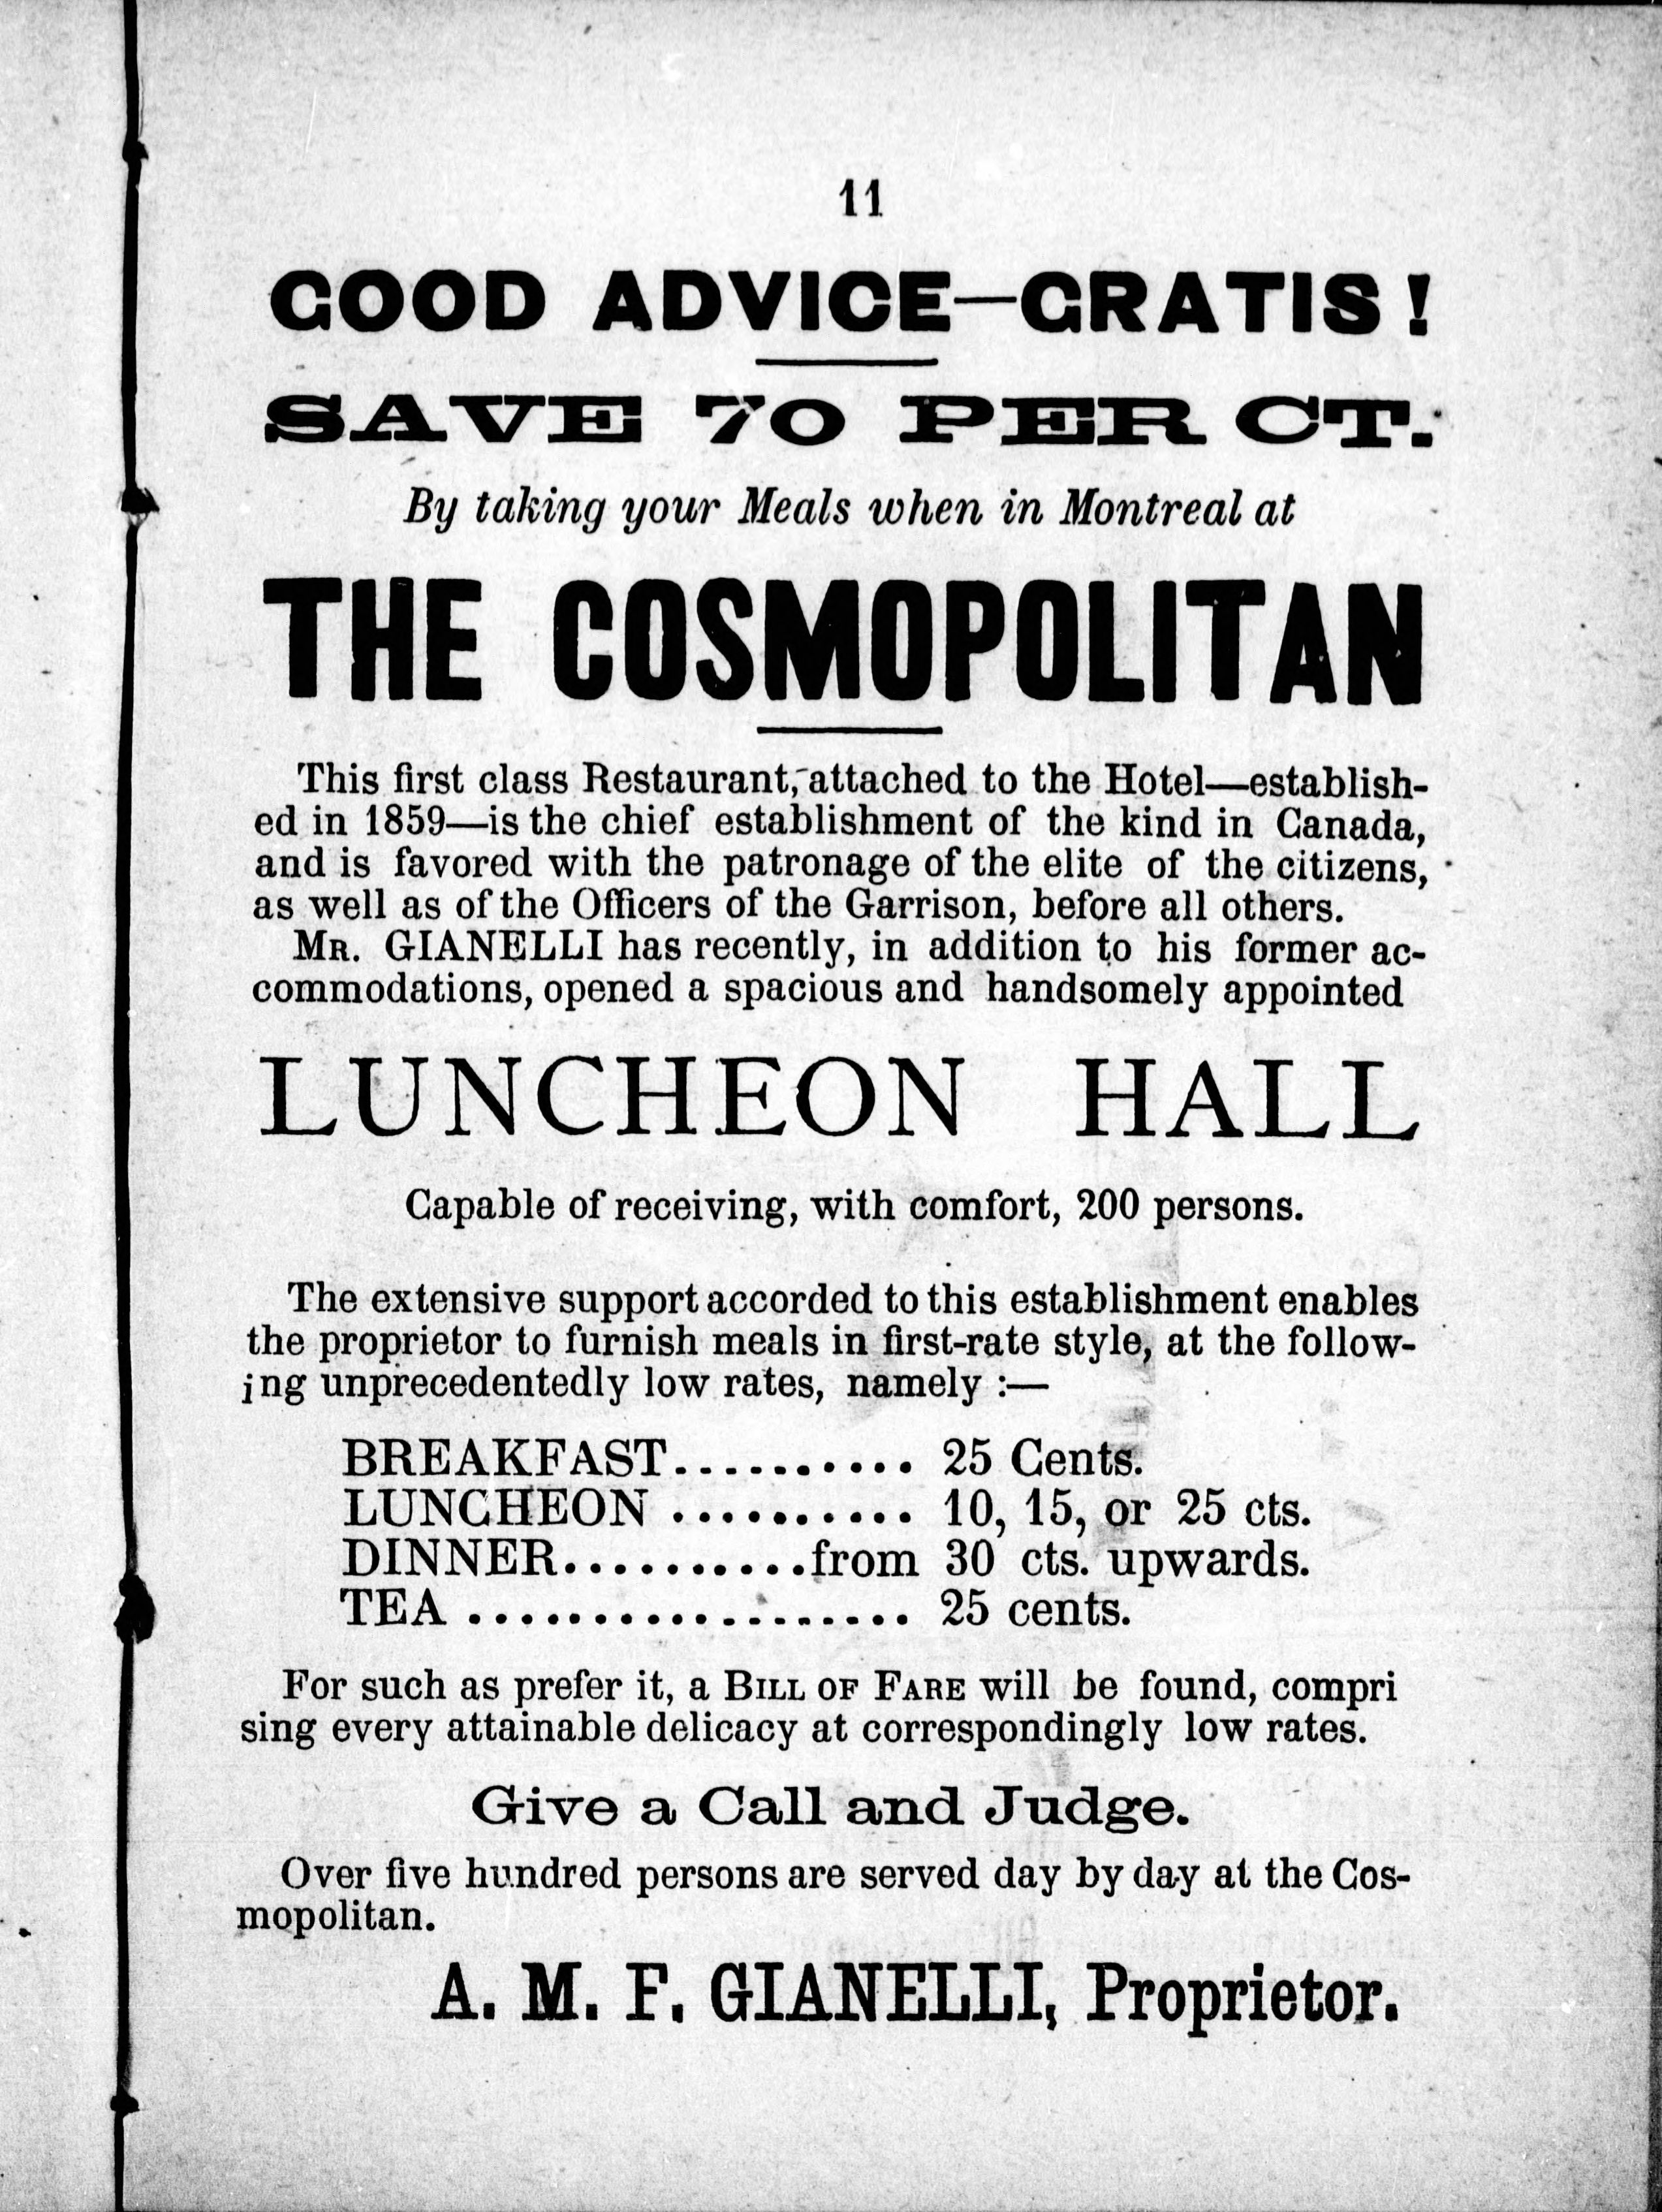 11
GOOD ADVICE—GRATIS!
SAVE 70 PER CT.
By taking your Meals when in Montreal at
THE COSMOPOLITAN
This first class Restaurant, attached to the Hotel—establish-
ed in 1859—is the chief establishment of the kind in Canada,
and is favored with the patronage of the elite of the citizens,
as well as of the Officers of the Garrison, before all others.
MR. GIANELLI has recently, in addition to his former ac-
commodations, opened a spacious and handsomely appointed
LUNCHEON HALL
Capable of receiving, with comfort, 200 persons.
The extensive support accorded to this establishment enables
the proprietor to furnish meals in first-rate style, at the follow-
ing unprecedentedly low rates, namely :—
BREAKFAST.......... 25 Cents.
LUNCHEON .......... 10, 15, or 25 cts.
DINNER..........from 30 cts. upwards.
TEA .................. 25 cents.
For such as prefer it, a BILL OF FARE will be found, compri
sing every attainable delicacy at correspondingly low rates.
Give a Call and Judge.
Over five hundred persons are served day by day at the Cos-
mopolitan.
A. M. F. GIANELLI, Proprietor.